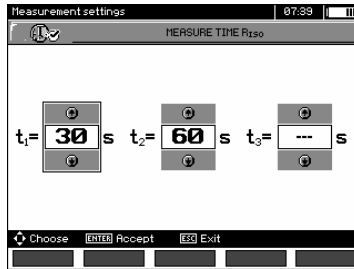 Measurement settings 07:39
MEASURE TIME RISO
t1= 30 s t2= 60 s t3= --- s
Choose ENTER Accept ESC Exit